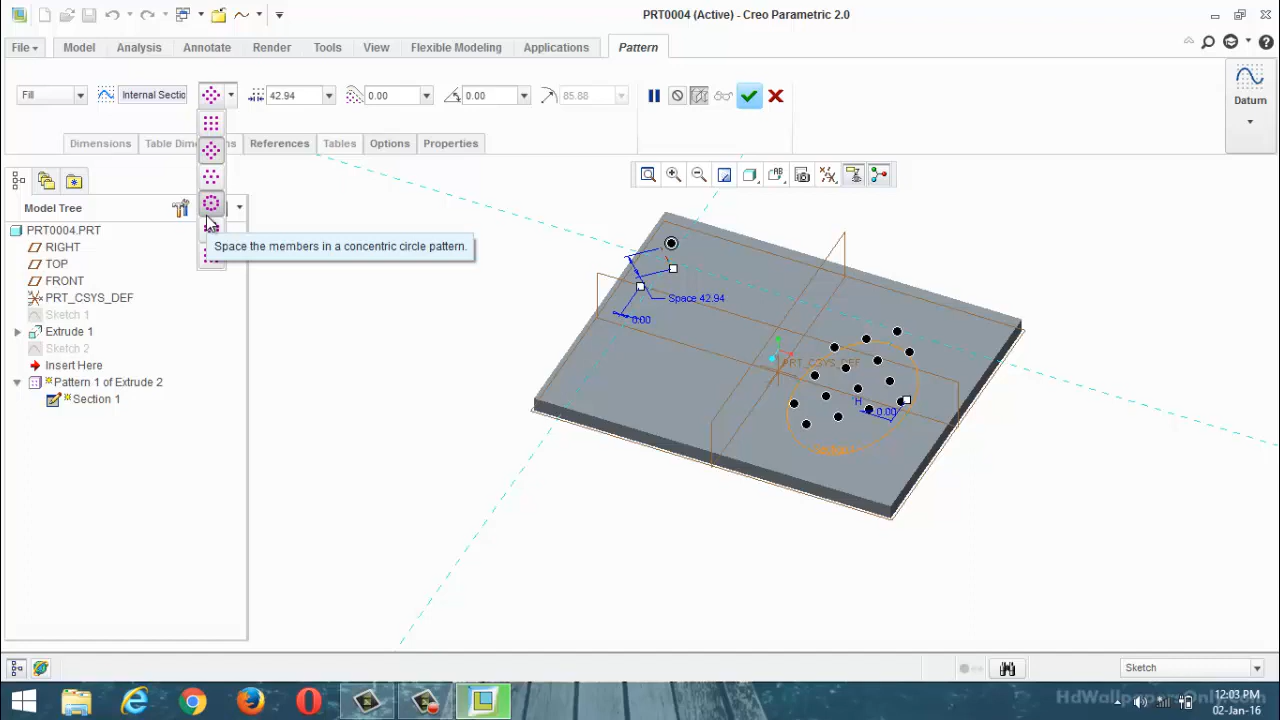 PRT0004 (Active) - Creo Parametric 2.0
File Model Analysis Annotate Render Tools View Flexible Modeling Applications Pattern
Fill Internal Sectio 42.94 0.00 0.00 85.88
Datum
Dimensions Table Dim s References Tables Options Properties
Model Tree
PRT0004.PRT
RIGHT
TOP
FRONT
PRT_CSYS_DEF
Sketch 1
Extrude 1
Sketch 2
Insert Here
Pattern 1 of Extrude 2
Section 1
Space the members in a concentric circle pattern.
Space 42.94
0.00
PRT_CSYS_DEF
H
0.00
Sketch
HdWallpapersOnly.com
12:03 PM
02-Jan-16